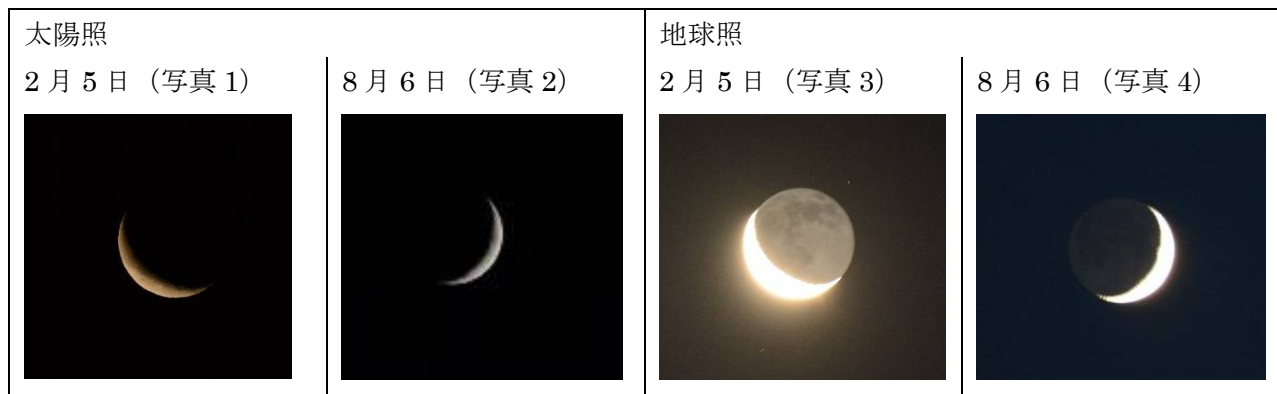 太陽照
地球照
2 月 5 日（写真 1）
8 月 6 日（写真 2）
2 月 5 日（写真 3）
8 月 6 日（写真 4）